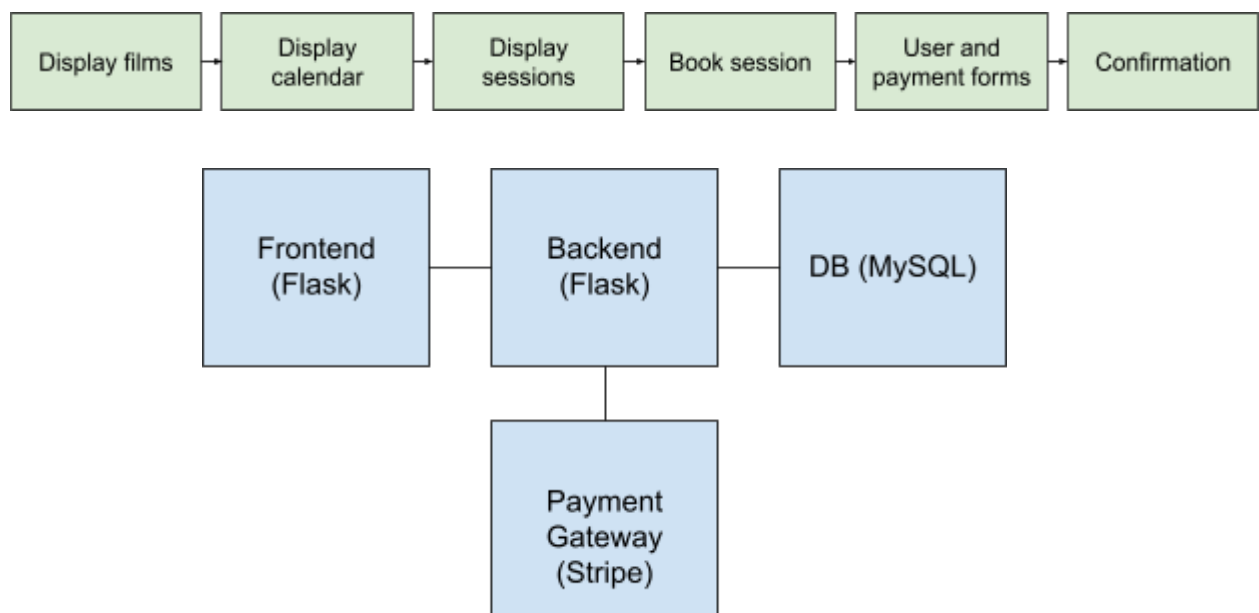 Display films
Display
calendar
Display
sessions
Book session
User and
payment forms
Confirmation
Frontend
(Flask)
Backend
(Flask)
DB (MySQL)
Payment
Gateway
(Stripe)